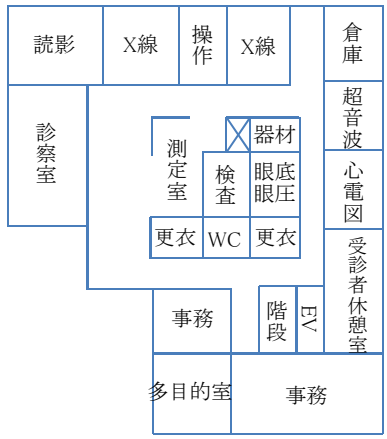 読影
X線
操作
X線
倉庫
超音波
診察室
測定室
器材
検査
眼底
眼圧
心電図
更衣
WC
更衣
受診者休憩室
事務
階段
EV
多目的室
事務